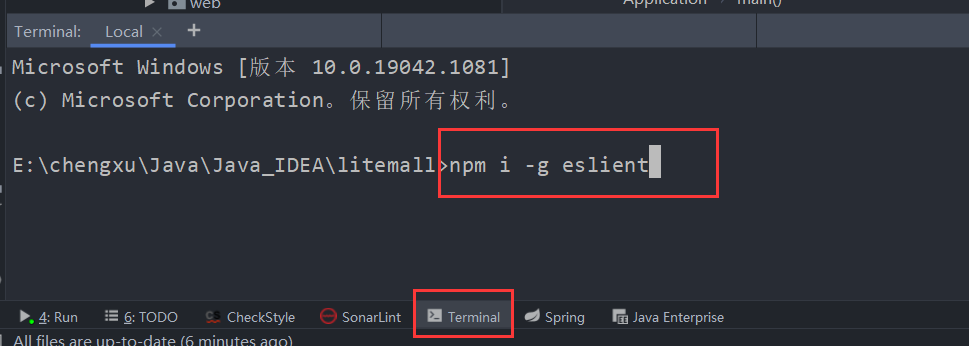 web
Application
main()
Terminal: Local
Microsoft Windows [版本 10.0.19042.1081]
(c) Microsoft Corporation。保留所有权利。
E:\chengxu\Java\Java_IDEA\litemall>npm i -g eslient
4: Run 6: TODO CheckStyle SonarLint Terminal Spring Java Enterprise
All files are up-to-date (6 minutes ago)